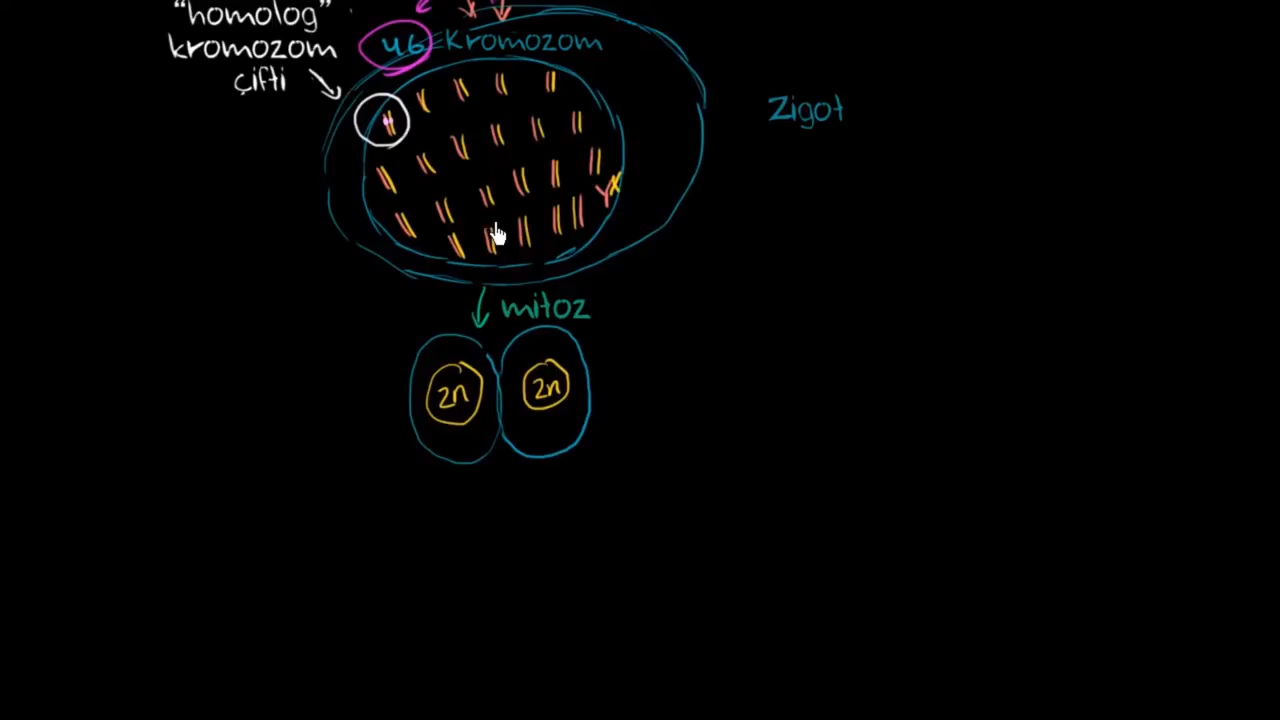 "homolog"
kromozom
çifti
46 Kromozom
Zigot
Y X
mitoz
2n 2n